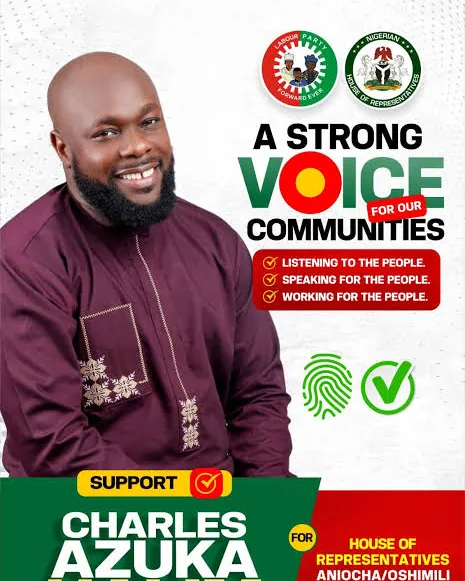 LABOUR PARTY
FORWARD EVER
NIGERIAN
HOUSE OF REPRESENTATIVES
A STRONG
VOICE
FOR OUR
COMMUNITIES
LISTENING TO THE PEOPLE.
SPEAKING FOR THE PEOPLE.
WORKING FOR THE PEOPLE.
SUPPORT
CHARLES
AZUKA
FOR
HOUSE OF
REPRESENTATIVES
ANIOCHA/OSHIMILI